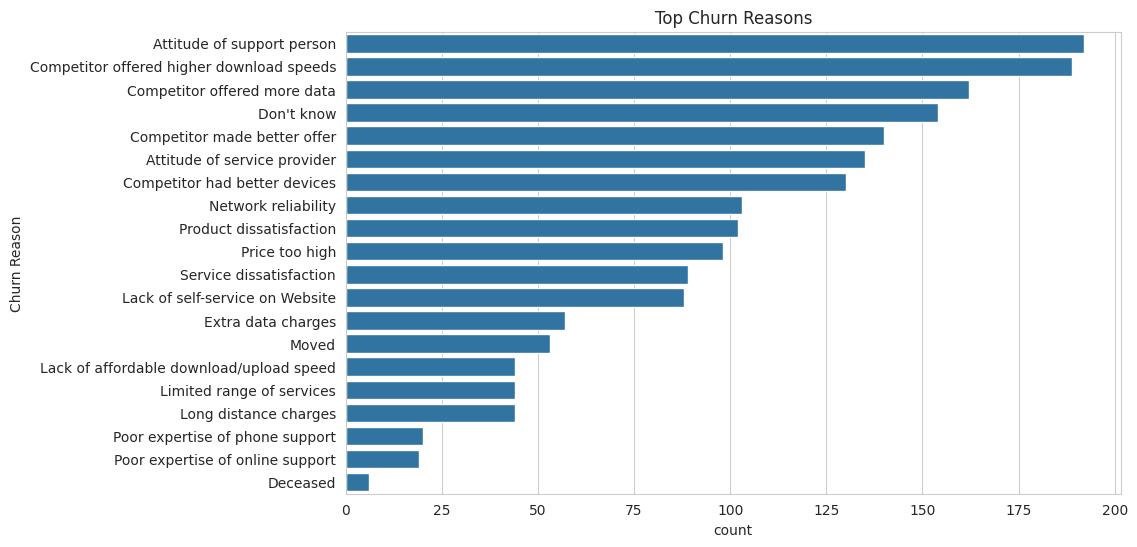 Top Churn Reasons
Churn Reason
Attitude of support person
Competitor offered higher download speeds
Competitor offered more data
Don't know
Competitor made better offer
Attitude of service provider
Competitor had better devices
Network reliability
Product dissatisfaction
Price too high
Service dissatisfaction
Lack of self-service on Website
Extra data charges
Moved
Lack of affordable download/upload speed
Limited range of services
Long distance charges
Poor expertise of phone support
Poor expertise of online support
Deceased
0 25 50 75 100 125 150 175 200
count